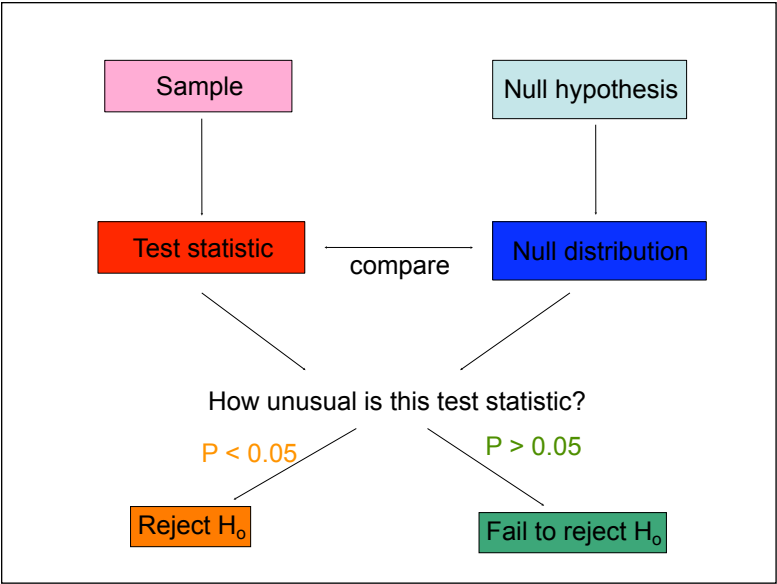 Sample
Null hypothesis
Test statistic
compare
Null distribution
How unusual is this test statistic?
P < 0.05
P > 0.05
Reject Hₒ
Fail to reject Hₒ